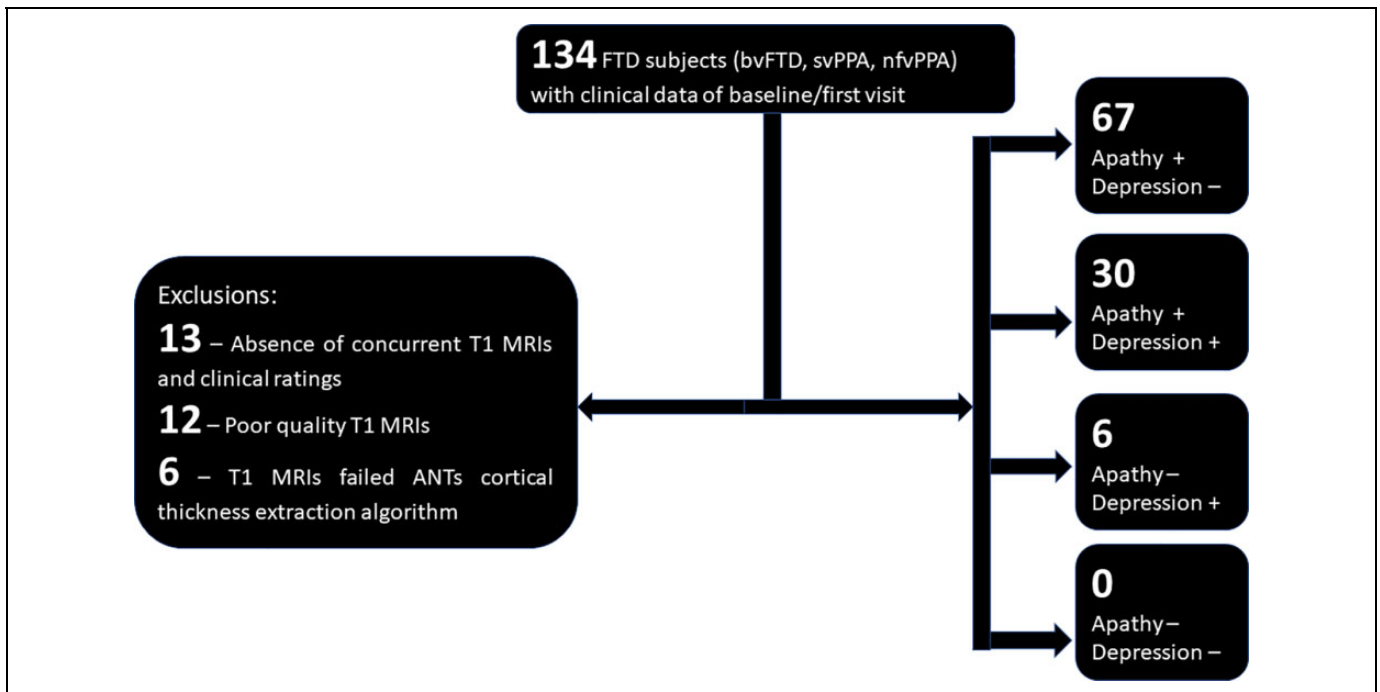 134 FTD subjects (bvFTD, svPPA, nfvPPA)
with clinical data of baseline/first visit
Exclusions:
13 – Absence of concurrent T1 MRIs
and clinical ratings
12 – Poor quality T1 MRIs
6 – T1 MRIs failed ANTs cortical
thickness extraction algorithm
67
Apathy +
Depression –
30
Apathy +
Depression +
6
Apathy –
Depression +
0
Apathy –
Depression –